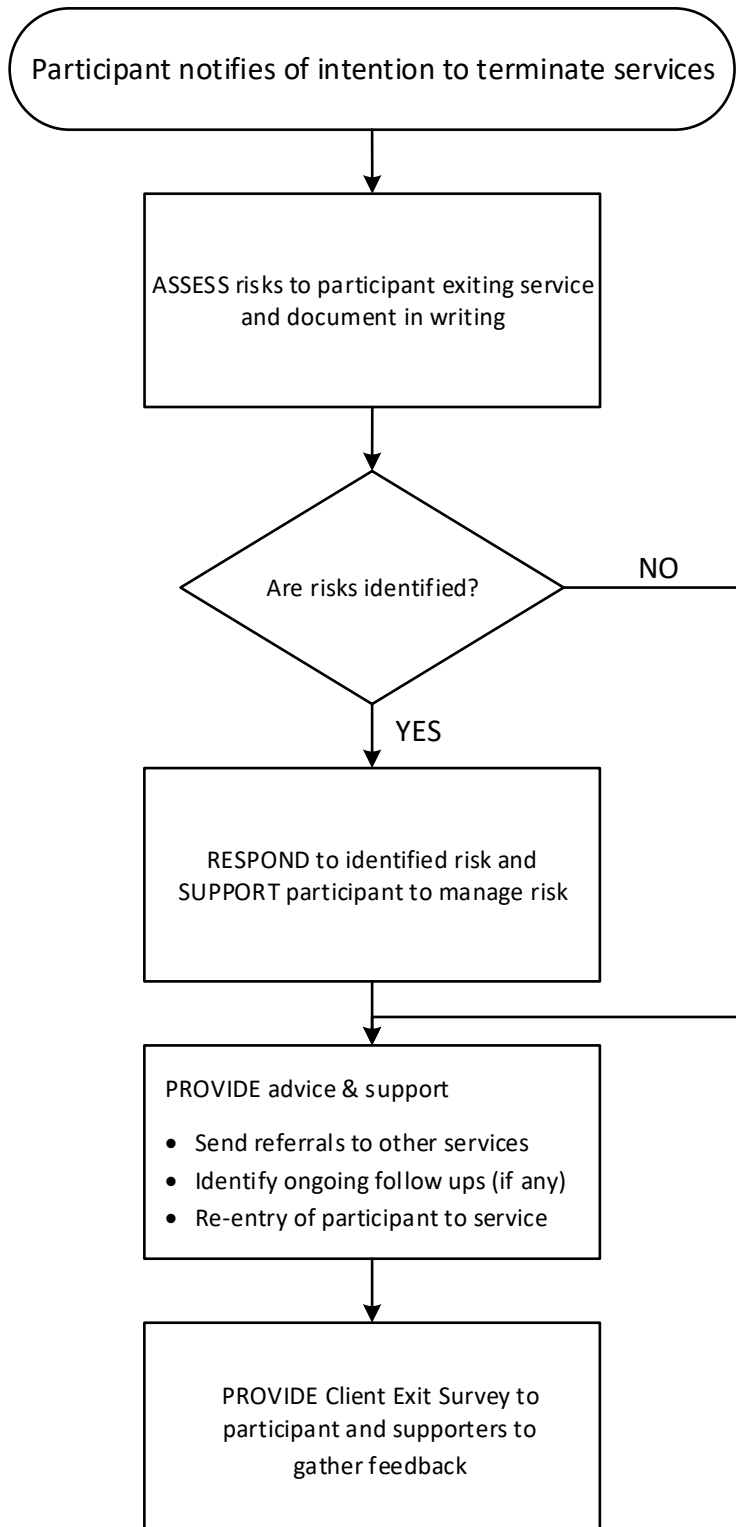 Participant notifies of intention to terminate services
ASSESS risks to participant exiting service
and document in writing
Are risks identified?
NO
YES
RESPOND to identified risk and
SUPPORT participant to manage risk
PROVIDE advice & support
• Send referrals to other services
• Identify ongoing follow ups (if any)
• Re-entry of participant to service
PROVIDE Client Exit Survey to
participant and supporters to
gather feedback